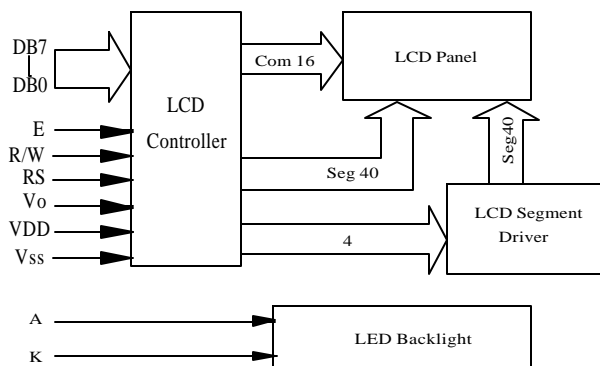 DB7
DB0
E
R/W
RS
Vo
VDD
Vss
LCD
Controller
Com 16
Seg 40
4
LCD Panel
Seg40
LCD Segment
Driver
A
K
LED Backlight